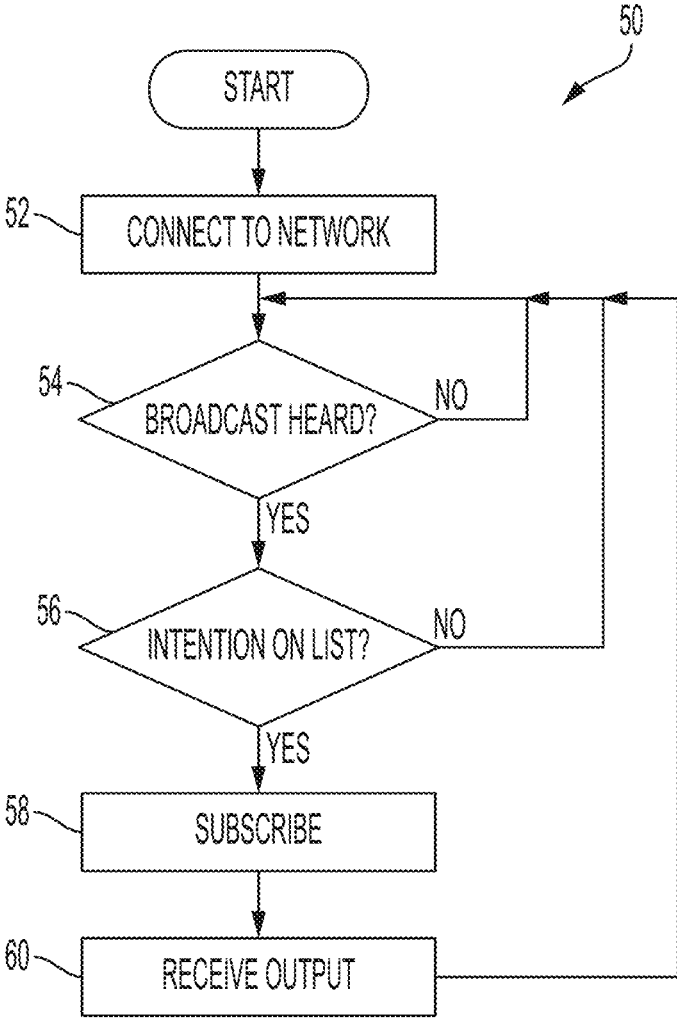 50
START
52
CONNECT TO NETWORK
54
BROADCAST HEARD?
NO
YES
56
INTENTION ON LIST?
NO
YES
58
SUBSCRIBE
60
RECEIVE OUTPUT